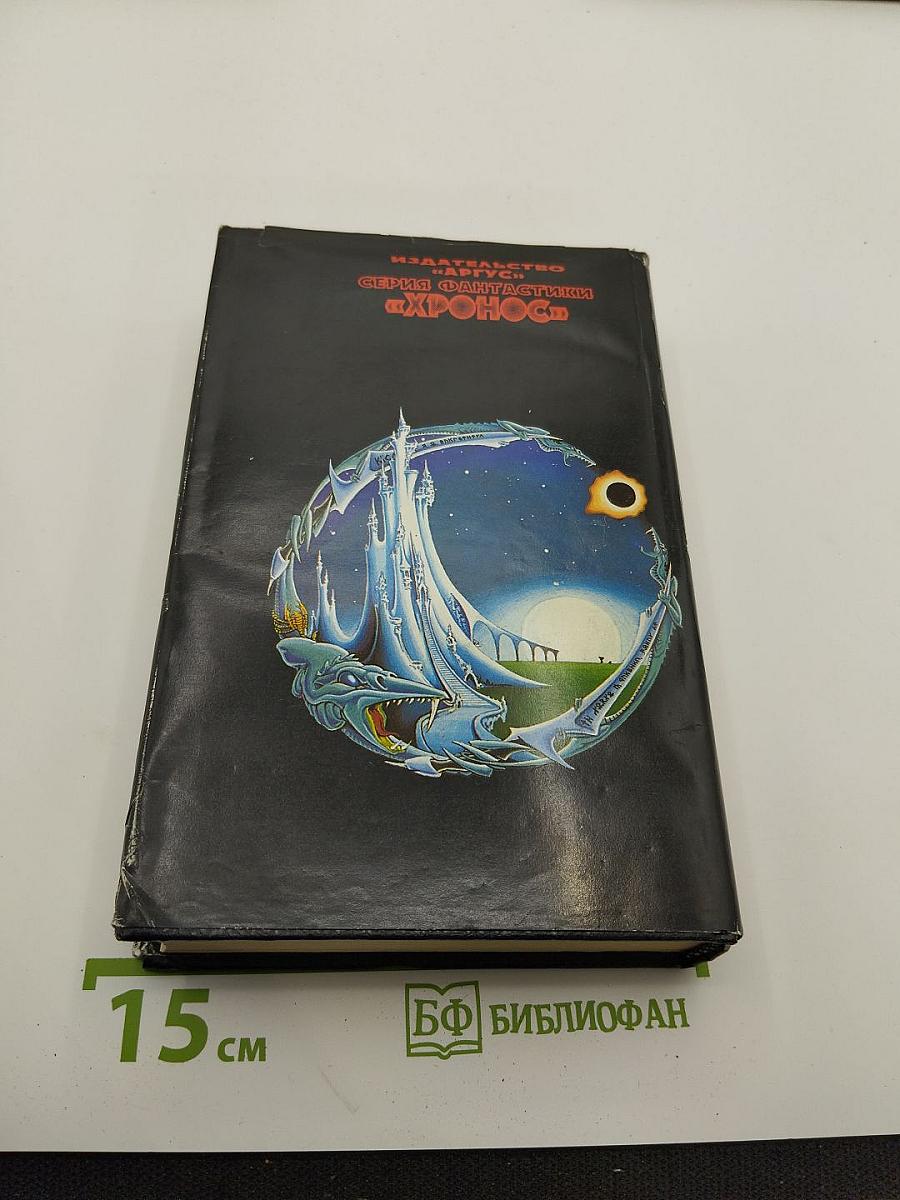 ИЗДАТЕЛЬСТВО
«АРГУС»
СЕРИЯ ФАНТАСТИКИ
«ХРОНОС»
15 см
БФ БИБЛИОФАН